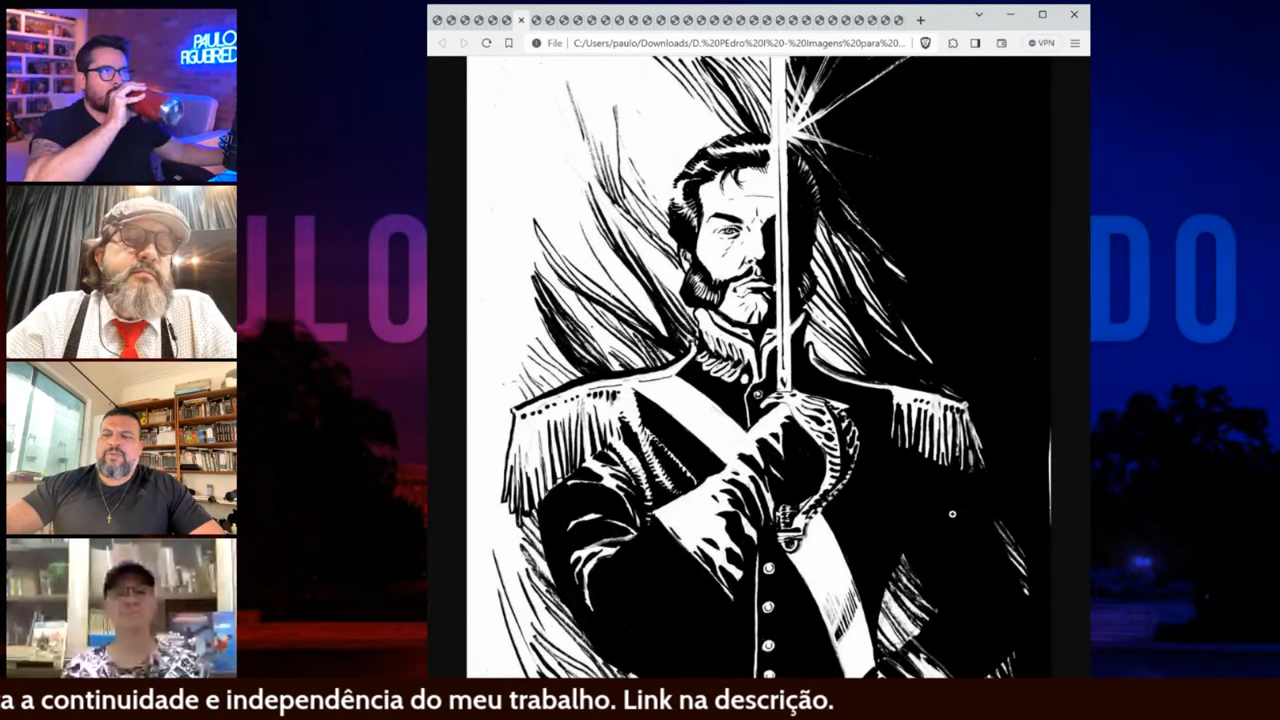 PAULO
FIGUEIRED
File
C:/Users/paulo/Downloads/D.%20PEdro%20I%20-%20Imagens%20para%20...
VPN
ULO
DO
a a continuidade e independência do meu trabalho. Link na descrição.